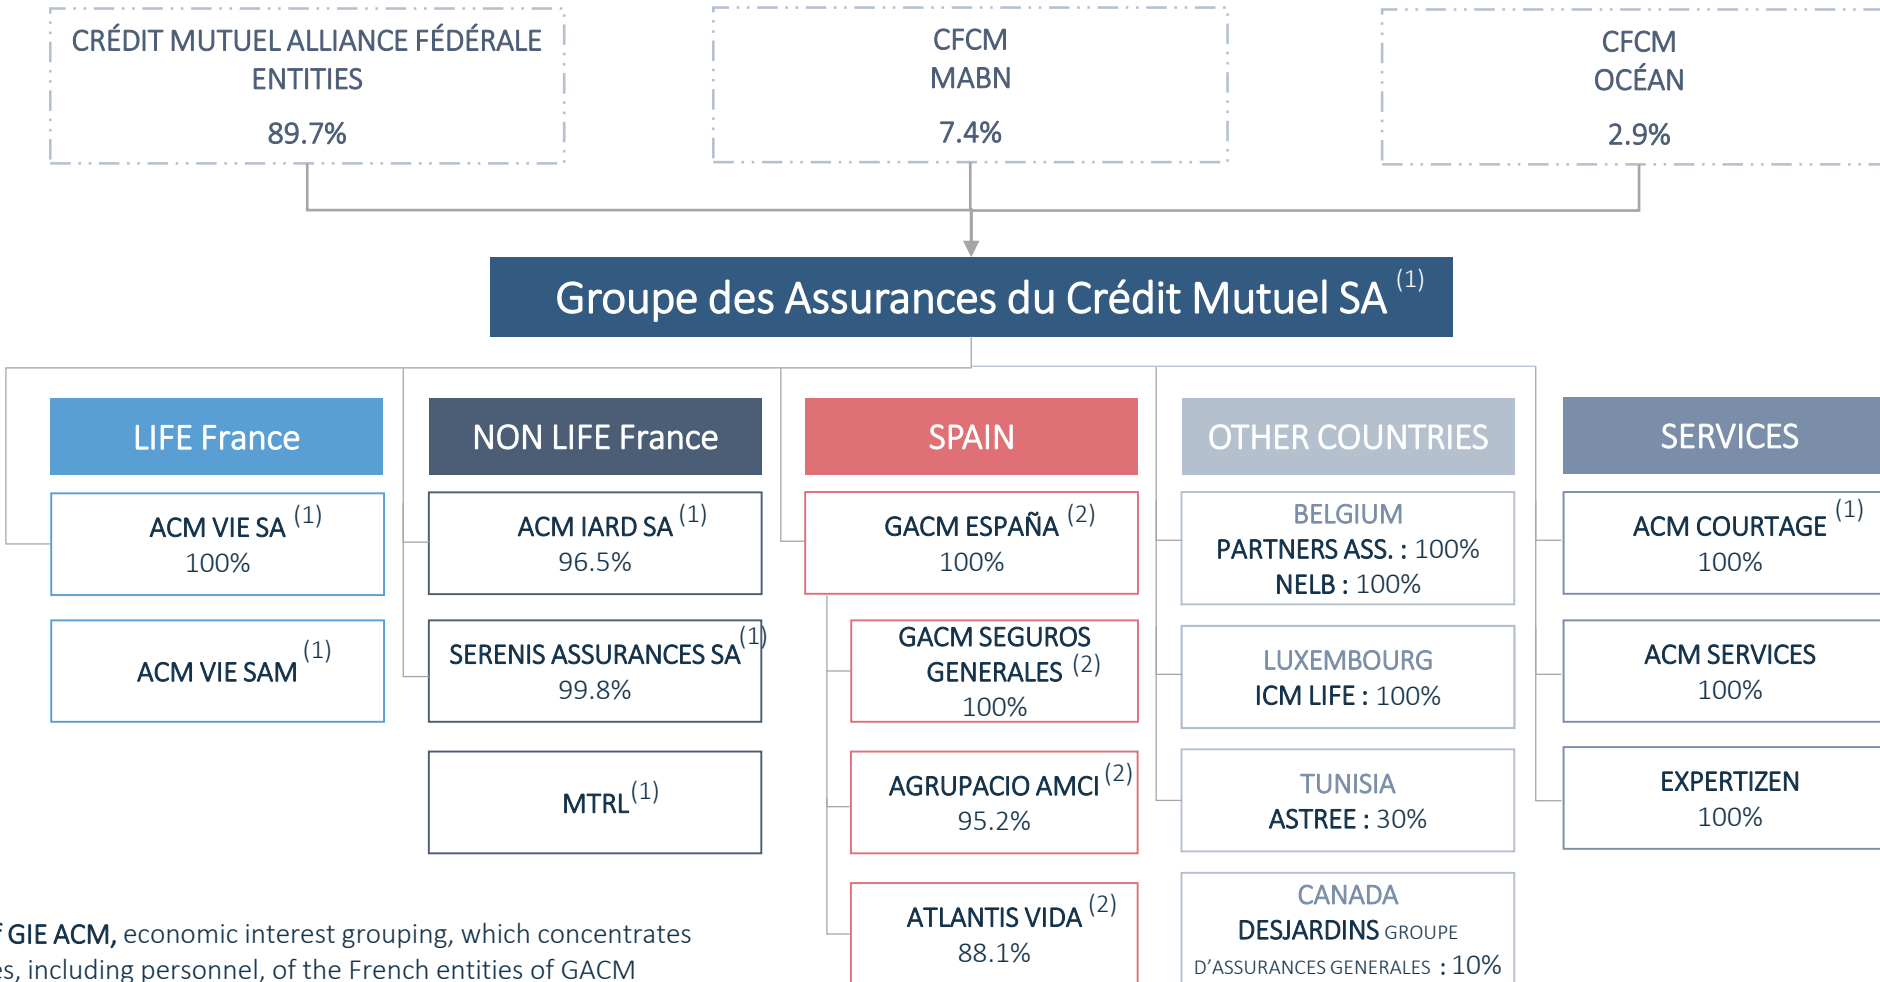 CRÉDIT MUTUEL ALLIANCE FÉDÉRALE
ENTITIES
89.7%
CFCM
MABN
7.4%
CFCM
OCÉAN
2.9%
Groupe des Assurances du Crédit Mutuel SA (1)
LIFE France
ACM VIE SA (1)
100%
ACM VIE SAM (1)
NON LIFE France
ACM IARD SA (1)
96.5%
SERENIS ASSURANCES SA (1)
99.8%
MTRL (1)
SPAIN
GACM ESPAÑA (2)
100%
GACM SEGUROS
GENERALES (2)
100%
AGRUPACIO AMCI (2)
95.2%
ATLANTIS VIDA (2)
88.1%
OTHER COUNTRIES
BELGIUM
PARTNERS ASS. : 100%
NELB : 100%
LUXEMBOURG
ICM LIFE : 100%
TUNISIA
ASTREE : 30%
CANADA
DESJARDINS GROUPE
D'ASSURANCES GENERALES : 10%
SERVICES
ACM COURTAGE (1)
100%
ACM SERVICES
100%
EXPERTIZEN
100%
GIE ACM, economic interest grouping, which concentrates
including personnel, of the French entities of GACM